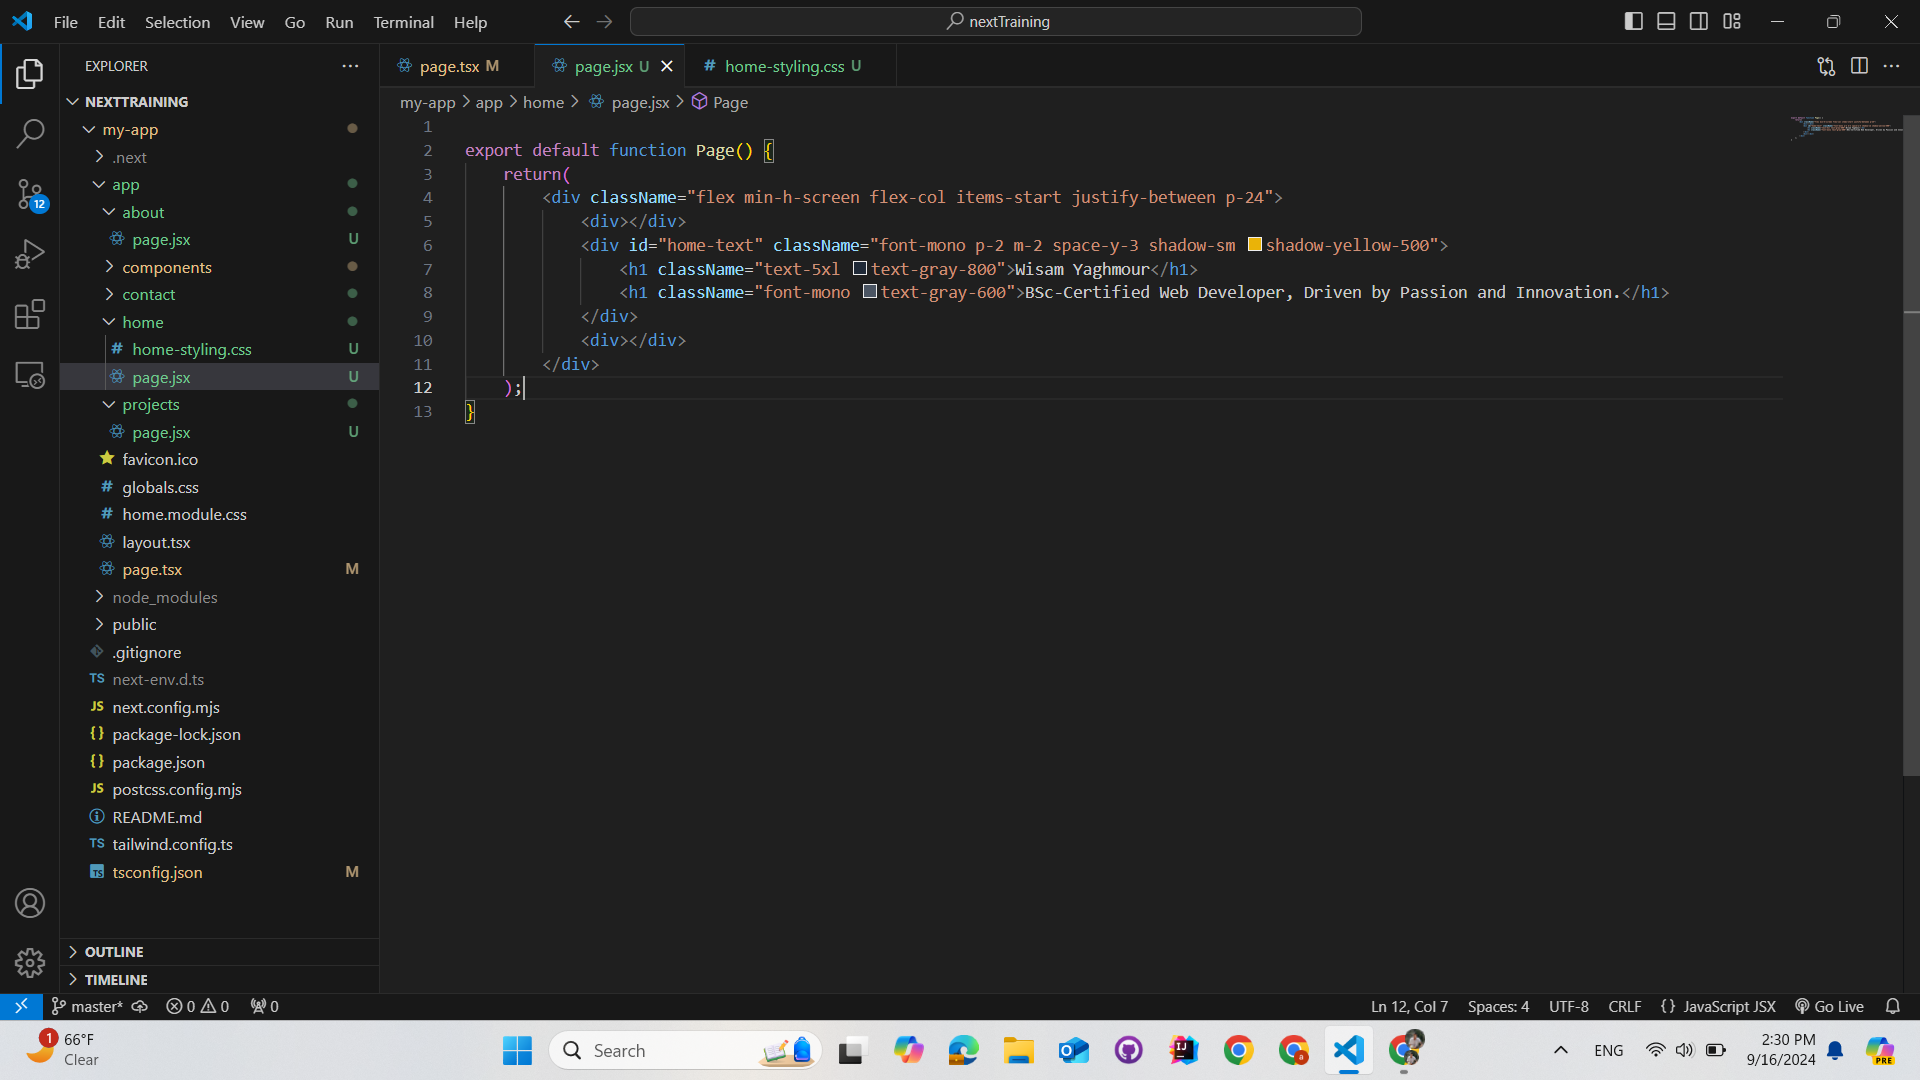 File Edit Selection View Go Run Terminal Help
nextTraining
EXPLORER
NEXTTRAINING
my-app
.next
app
about
page.jsx U
components
contact
home
# home-styling.css U
page.jsx U
projects
page.jsx U
favicon.ico
# globals.css
# home.module.css
layout.tsx
page.tsx M
node_modules
public
.gitignore
TS next-env.d.ts
JS next.config.mjs
{} package-lock.json
{} package.json
JS postcss.config.mjs
README.md
TS tailwind.config.ts
TS tsconfig.json M
OUTLINE
TIMELINE
12
page.tsx M
page.jsx U
# home-styling.css U
my-app > app > home > page.jsx > Page
1
2 export default function Page() {
3 return(
4 <div className="flex min-h-screen flex-col items-start justify-between p-24">
5 <div></div>
6 <div id="home-text" className="font-mono p-2 m-2 space-y-3 shadow-sm shadow-yellow-500">
7 <h1 className="text-5xl text-gray-800">Wisam Yaghmour</h1>
8 <h1 className="font-mono text-gray-600">BSc-Certified Web Developer, Driven by Passion and Innovation.</h1>
9 </div>
10 <div></div>
11 </div>
12 );
13 }
master* 0 0 0
Ln 12, Col 7 Spaces: 4 UTF-8 CRLF {} JavaScript JSX Go Live
1
66°F
Clear
Search
ENG
2:30 PM
9/16/2024
PRE